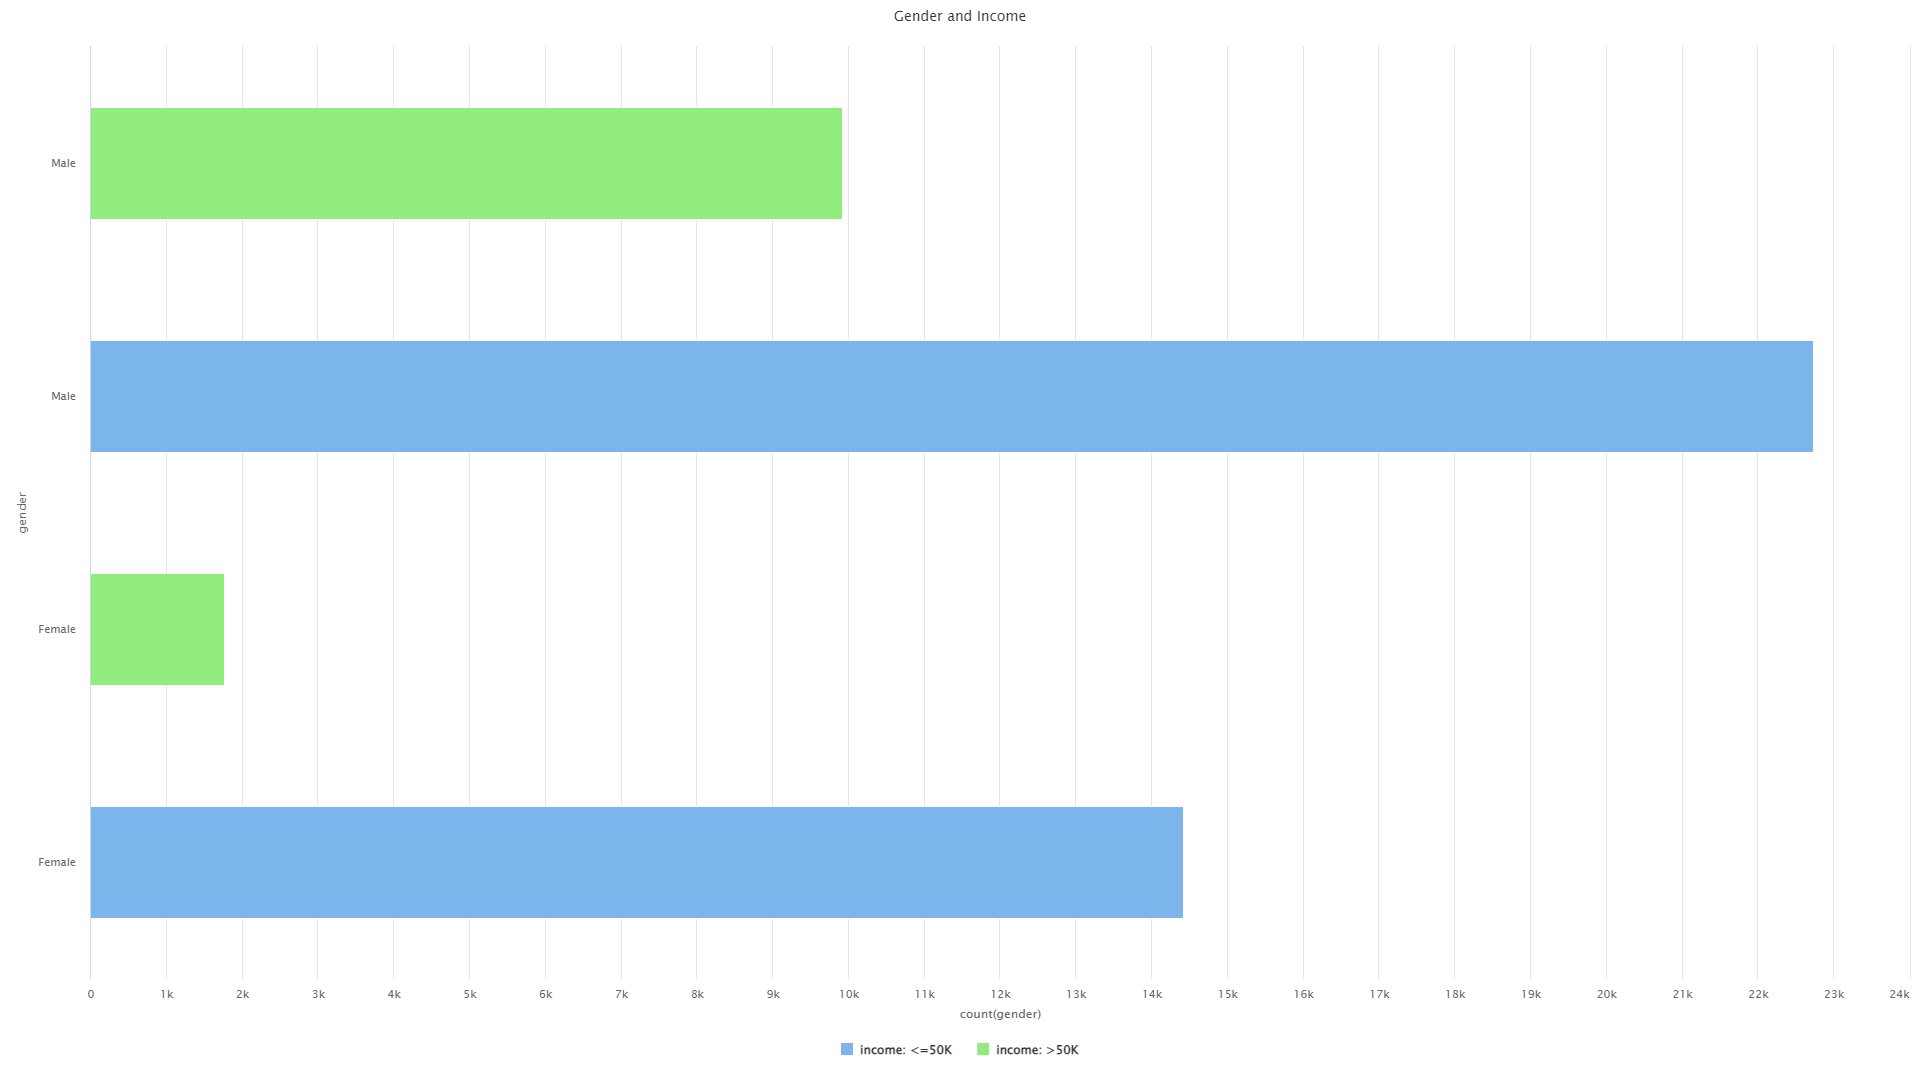 Gender and Income
Male
Male
gender
Female
Female
0 1k 2k 3k 4k 5k 6k 7k 8k 9k 10k 11k 12k 13k 14k 15k 16k 17k 18k 19k 20k 21k 22k 23k 24k
count(gender)
income: <=50K income: >50K